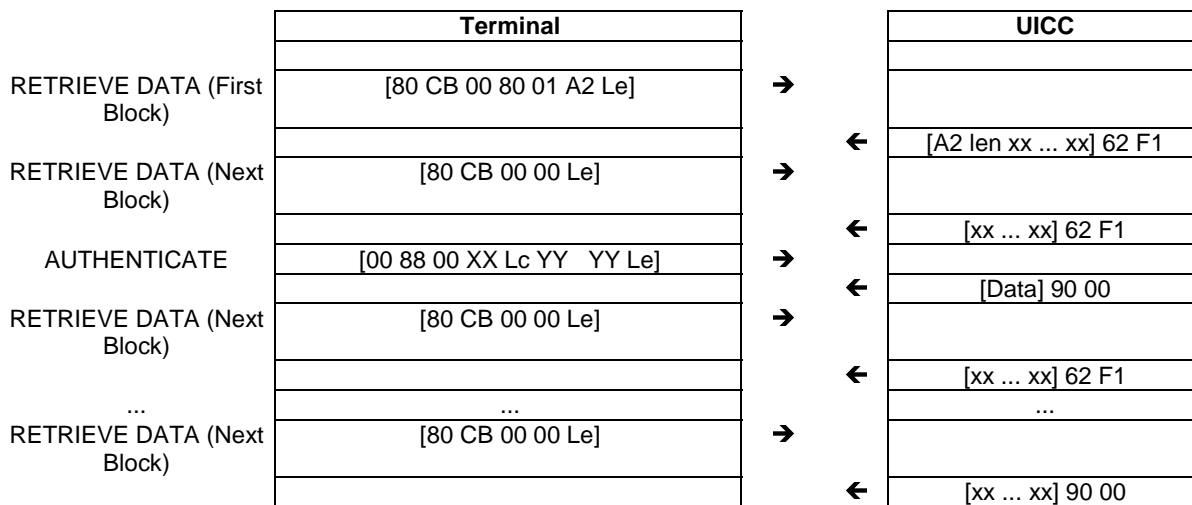 Terminal UICC
RETRIEVE DATA (First Block) [80 CB 00 80 01 A2 Le] →
← [A2 len xx ... xx] 62 F1
RETRIEVE DATA (Next Block) [80 CB 00 00 Le] →
← [xx ... xx] 62 F1
AUTHENTICATE [00 88 00 XX Lc YY YY Le] →
← [Data] 90 00
RETRIEVE DATA (Next Block) [80 CB 00 00 Le] →
← [xx ... xx] 62 F1
... ... ...
RETRIEVE DATA (Next Block) [80 CB 00 00 Le] →
← [xx ... xx] 90 00